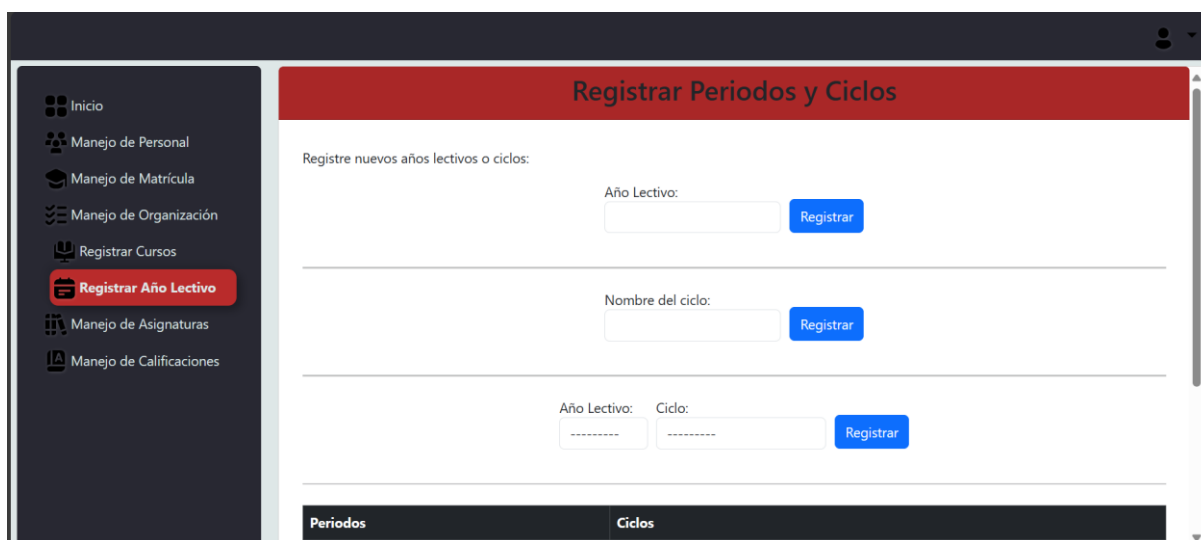 Registrar Periodos y Ciclos
Inicio
Manejo de Personal
Manejo de Matrícula
Manejo de Organización
Registrar Cursos
Registrar Año Lectivo
Manejo de Asignaturas
Manejo de Calificaciones
Registre nuevos años lectivos o ciclos:
Año Lectivo:
Registrar
Nombre del ciclo:
Registrar
Año Lectivo: Ciclo:
--------- --------- Registrar
Periodos Ciclos